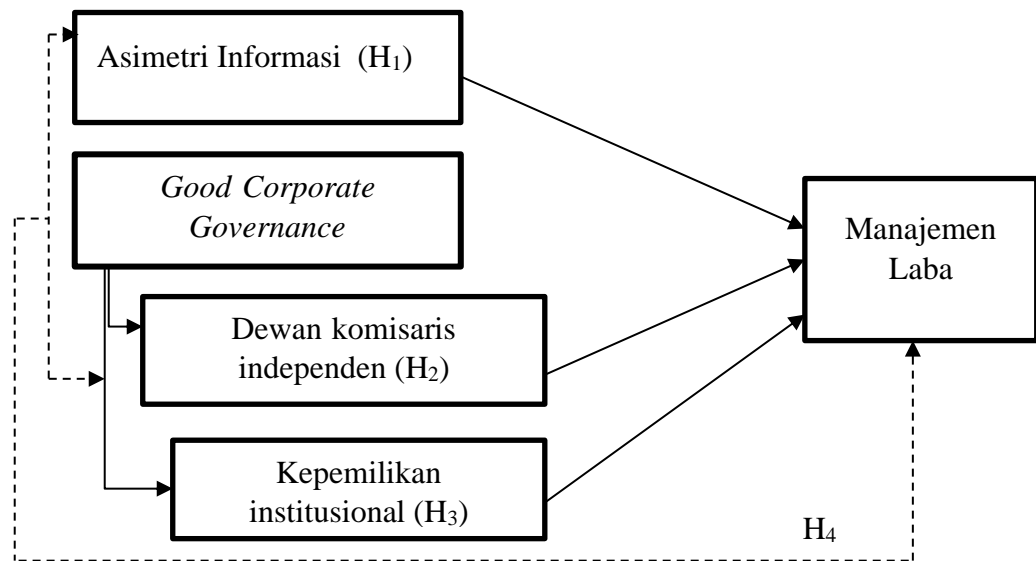 Asimetri Informasi (H₁)
Good Corporate
Governance
Manajemen
Laba
Dewan komisaris
independen (H₂)
Kepemilikan
institusional (H₃)
H₄